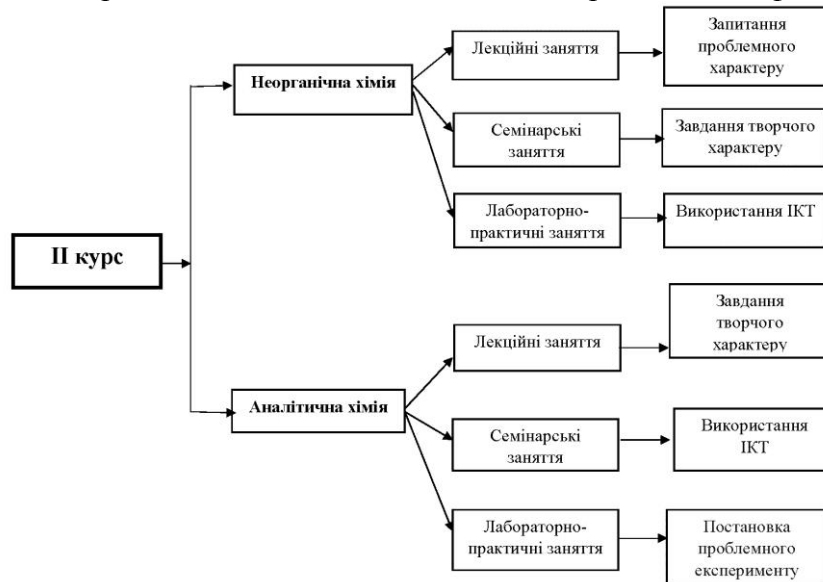 Запитання
проблемного
характеру
Лекційні заняття
Неорганічна хімія
Семінарські
заняття
Завдання творчого
характеру
Лабораторно-
практичні заняття
Використання ІКТ
ІІ курс
Завдання
творчого
характеру
Лекційні заняття
Аналітична хімія
Семінарські
заняття
Використання
ІКТ
Лабораторно-
практичні заняття
Постановка
проблемного
експерименту